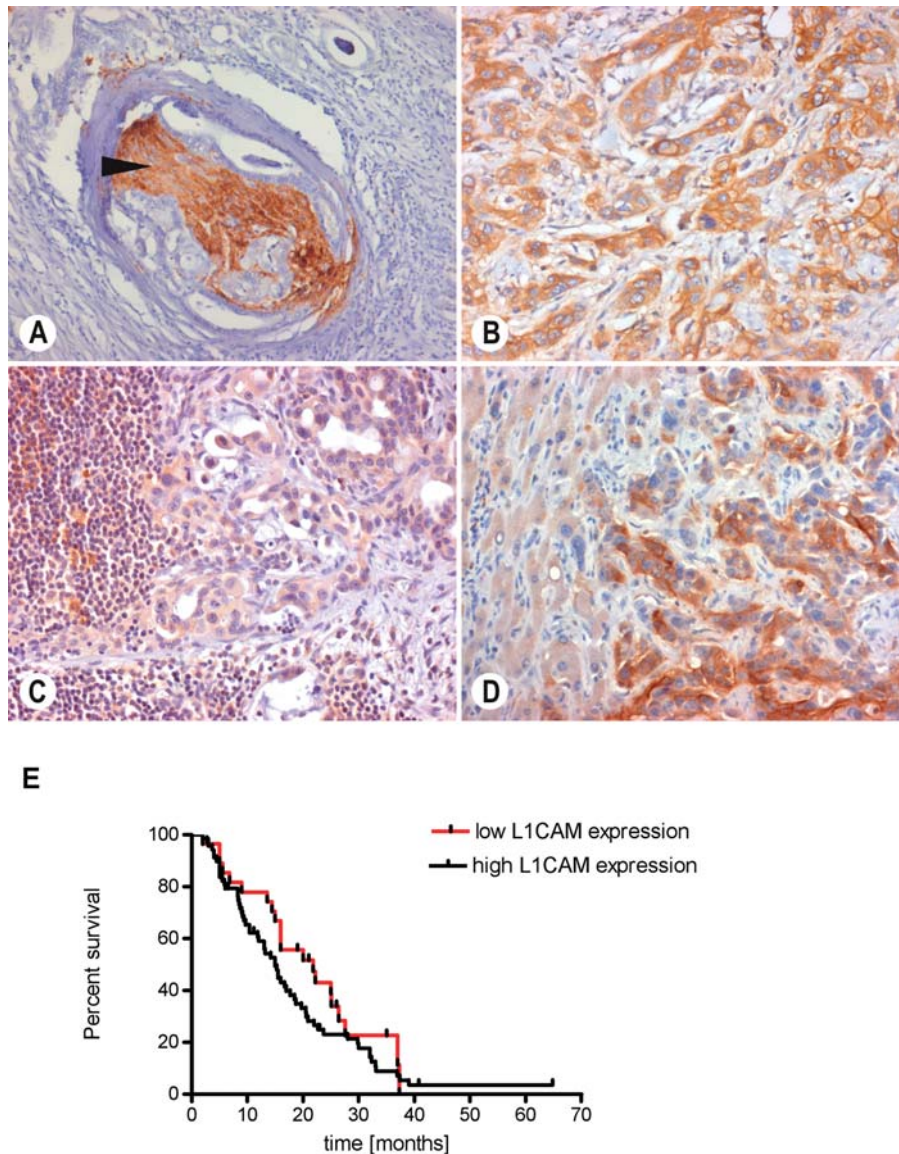 A
B
C
D
E
low L1CAM expression
high L1CAM expression
Percent survival
100
80
60
40
20
0
0 10 20 30 40 50 60 70
time [months]